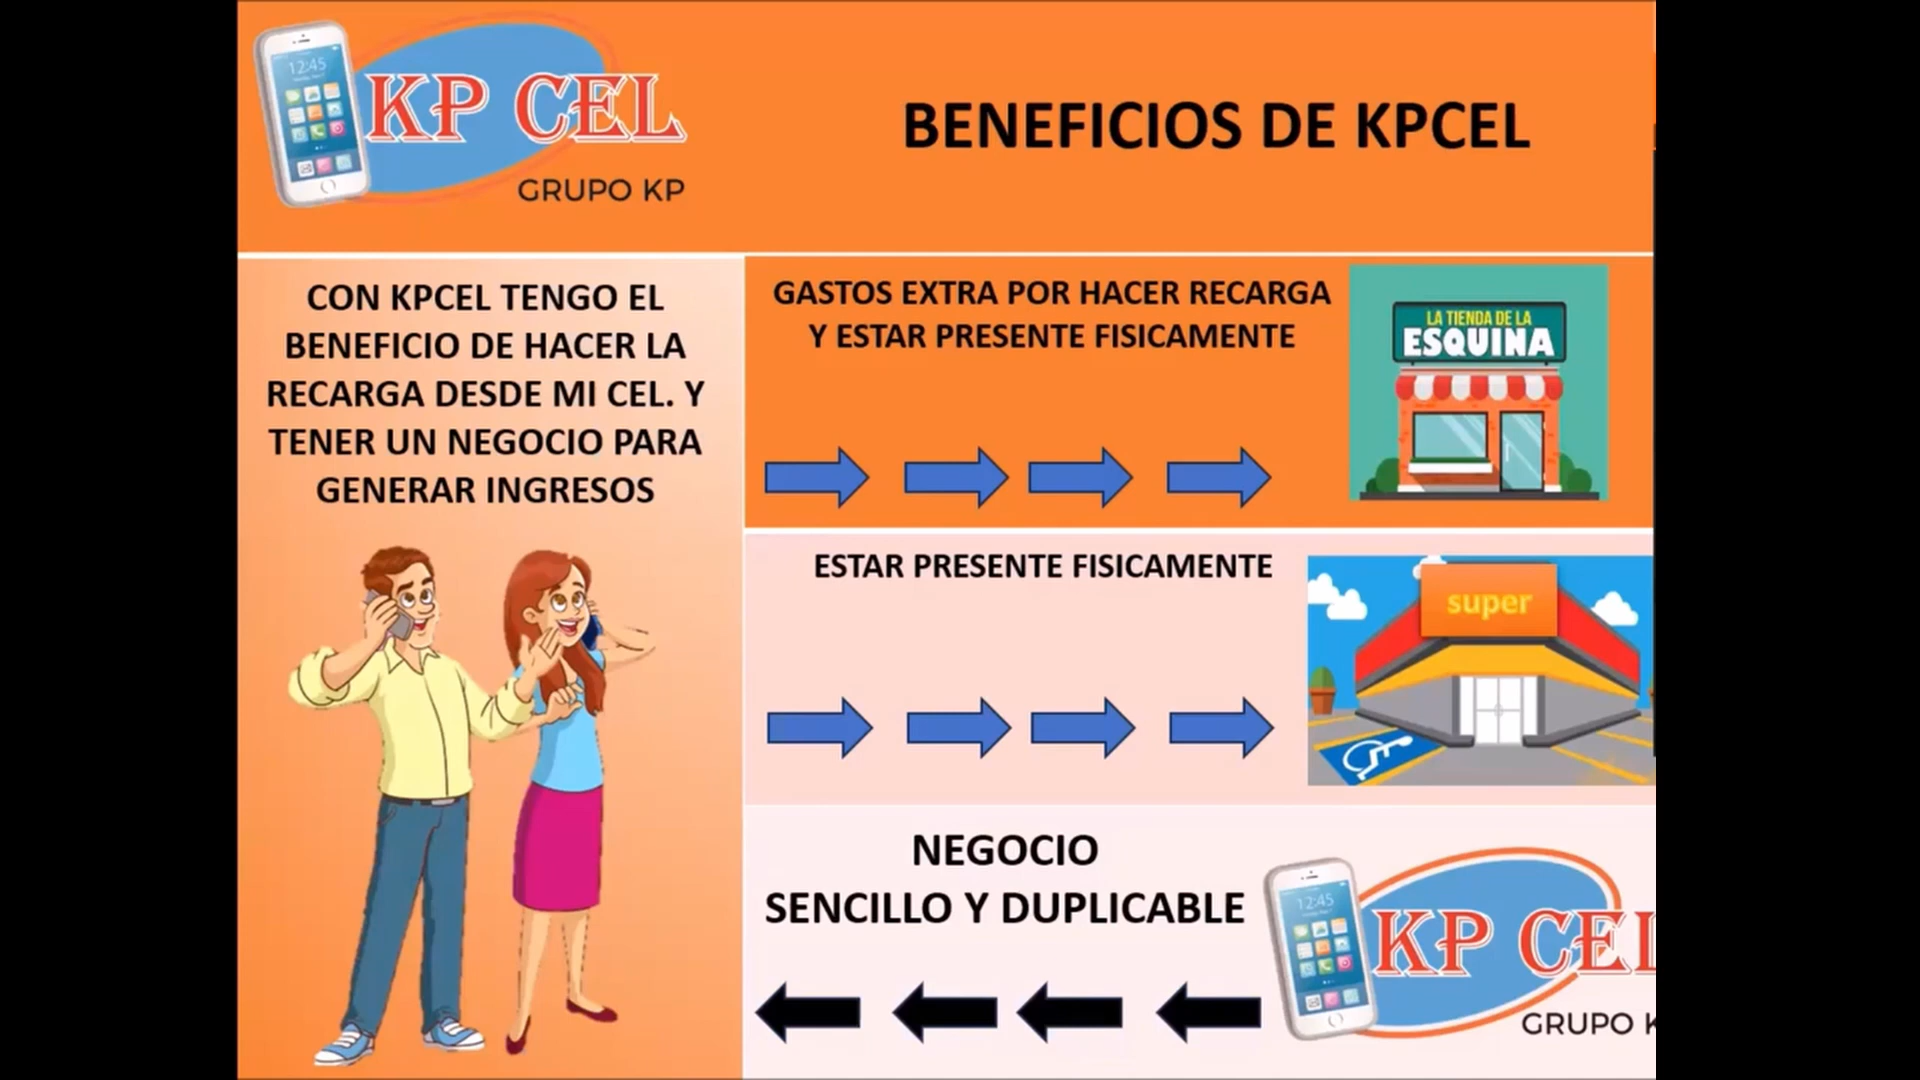 12:45
KP CEL
GRUPO KP
BENEFICIOS DE KPCEL
CON KPCEL TENGO EL
BENEFICIO DE HACER LA
RECARGA DESDE MI CEL. Y
TENER UN NEGOCIO PARA
GENERAR INGRESOS
GASTOS EXTRA POR HACER RECARGA
Y ESTAR PRESENTE FISICAMENTE
LA TIENDA DE LA
ESQUINA
ESTAR PRESENTE FISICAMENTE
super
NEGOCIO
SENCILLO Y DUPLICABLE
12:45
KP CEL
GRUPO K